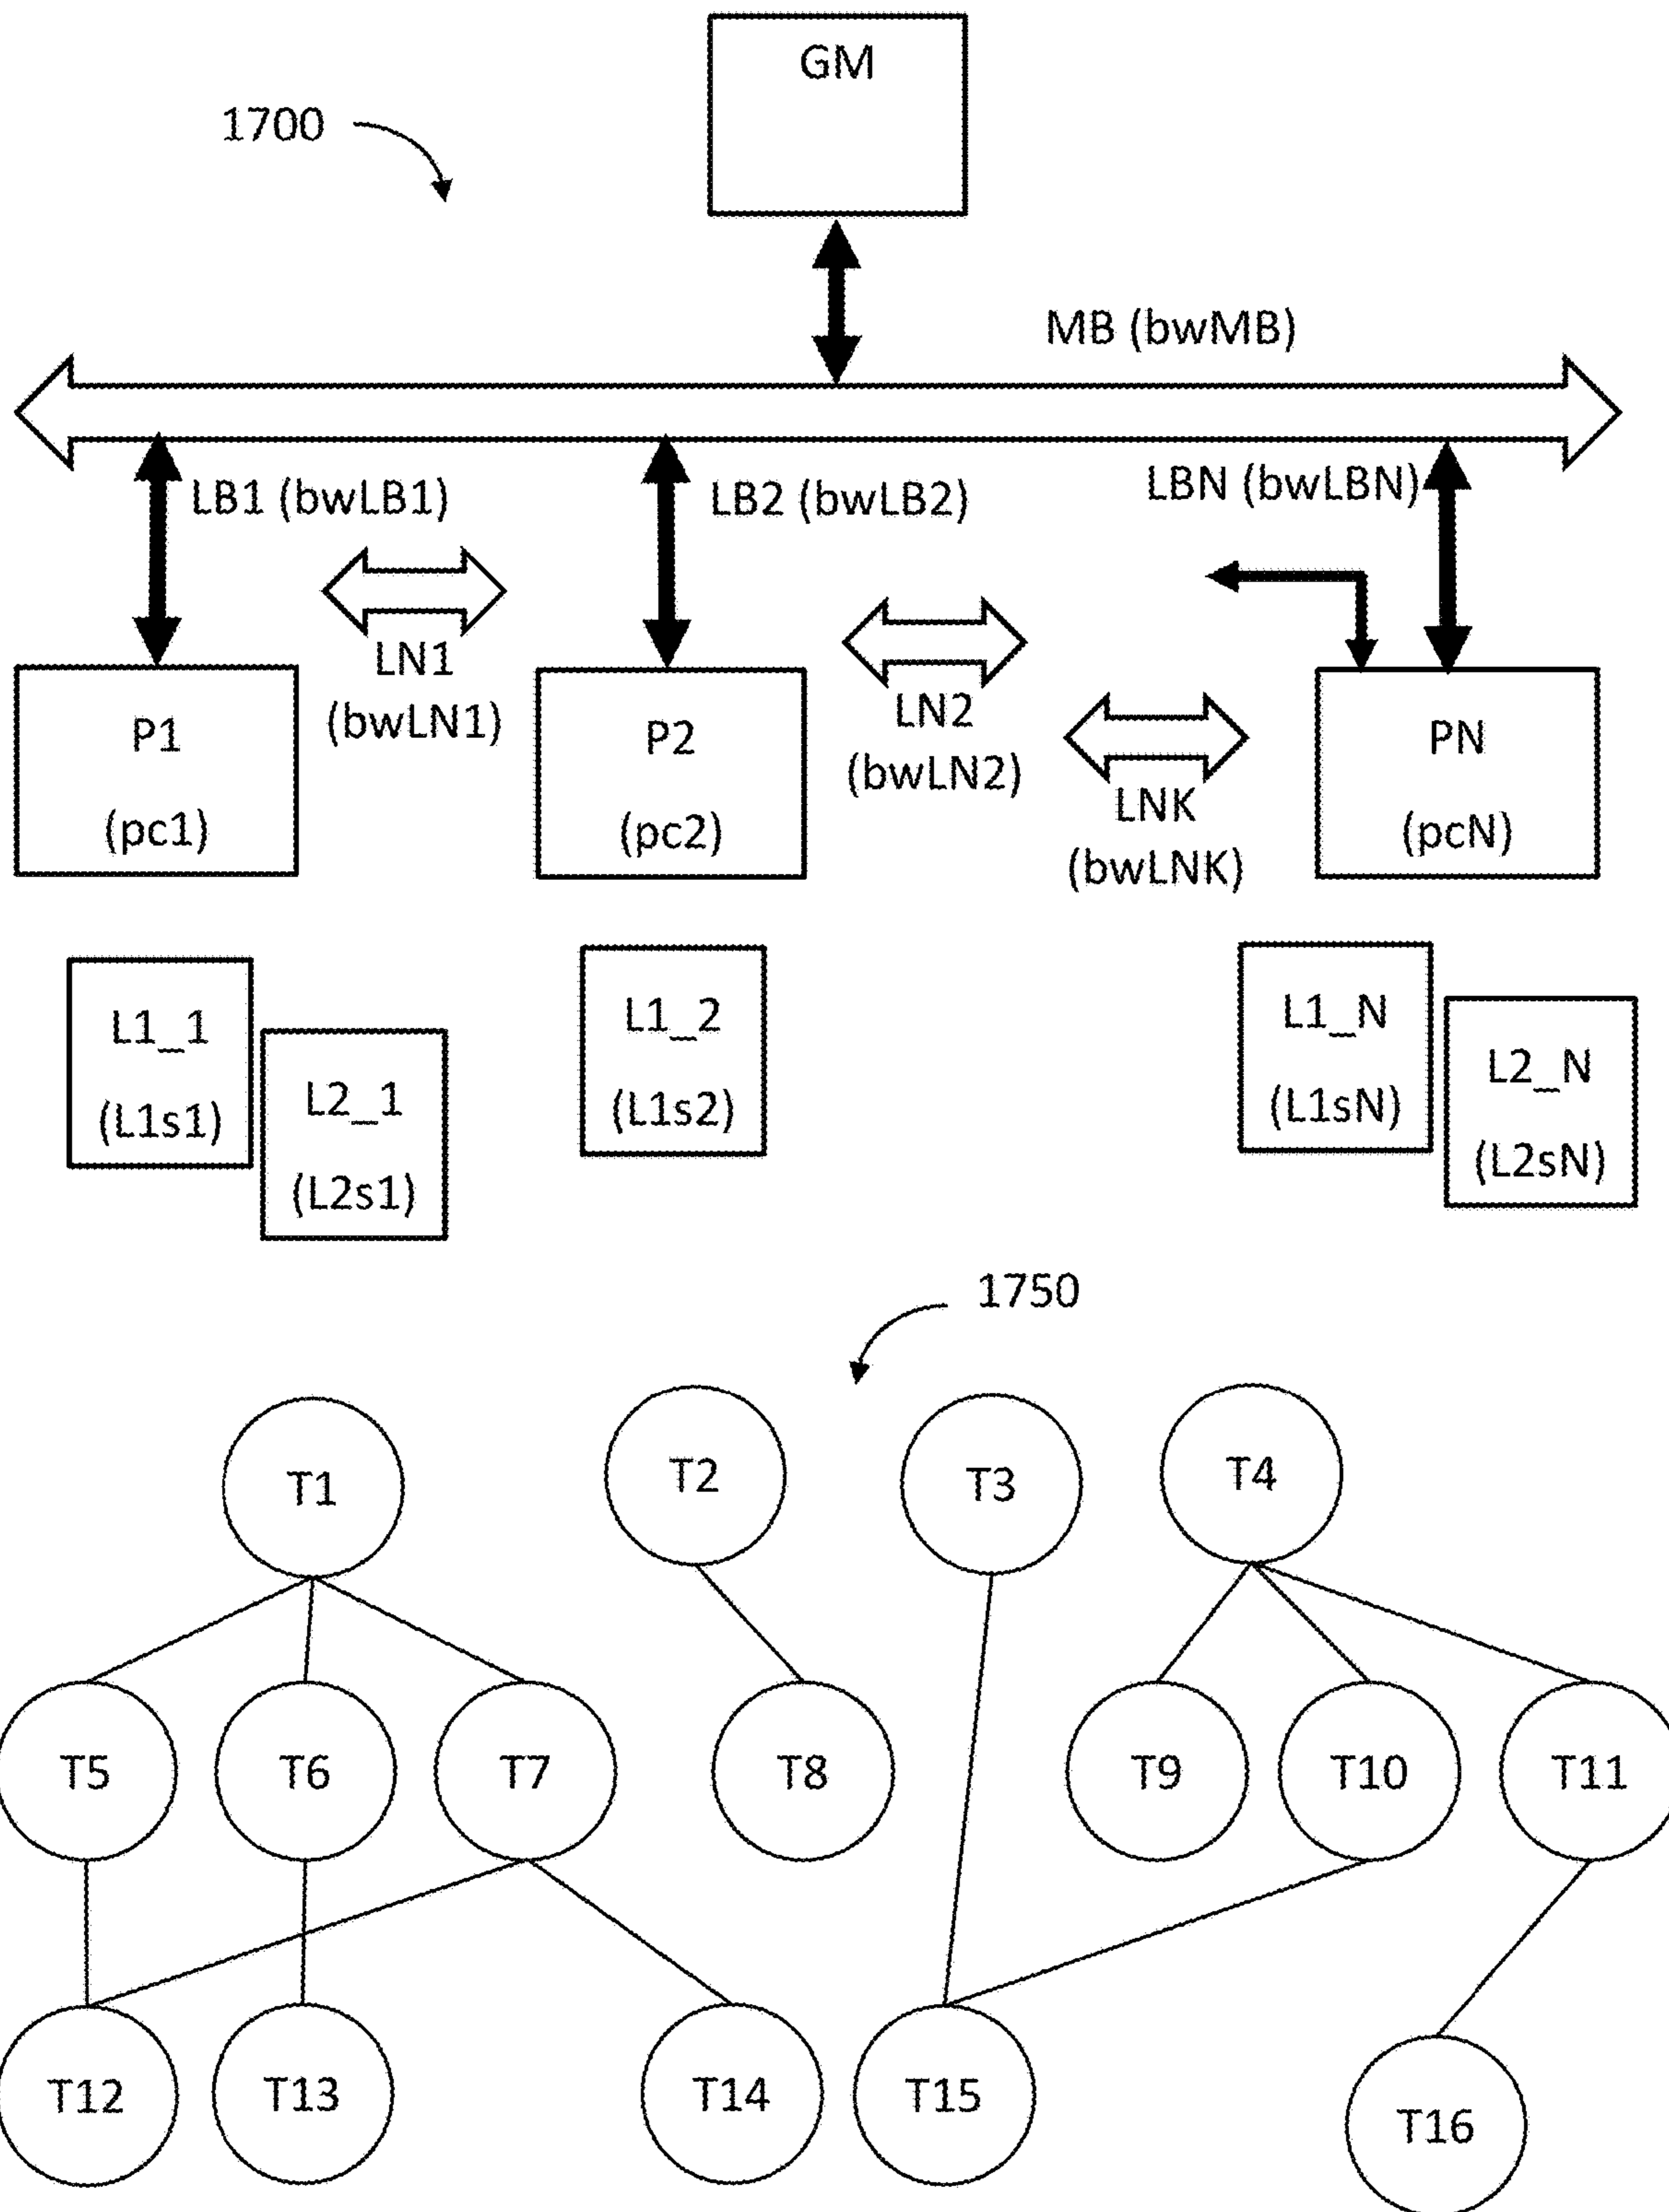 GM
1700
MB (bwMB)
LB1 (bwLB1)
LB2 (bwLB2)
LBN (bwLBN)
LN1
(bwLN1)
LN2
(bwLN2)
LNK
(bwLNK)
P1
(pc1)
P2
(pc2)
PN
(pcN)
L1_1
(L1s1)
L2_1
(L2s1)
L1_2
(L1s2)
L1_N
(L1sN)
L2_N
(L2sN)
1750
T1
T2
T3
T4
T5
T6
T7
T8
T9
T10
T11
T12
T13
T14
T15
T16